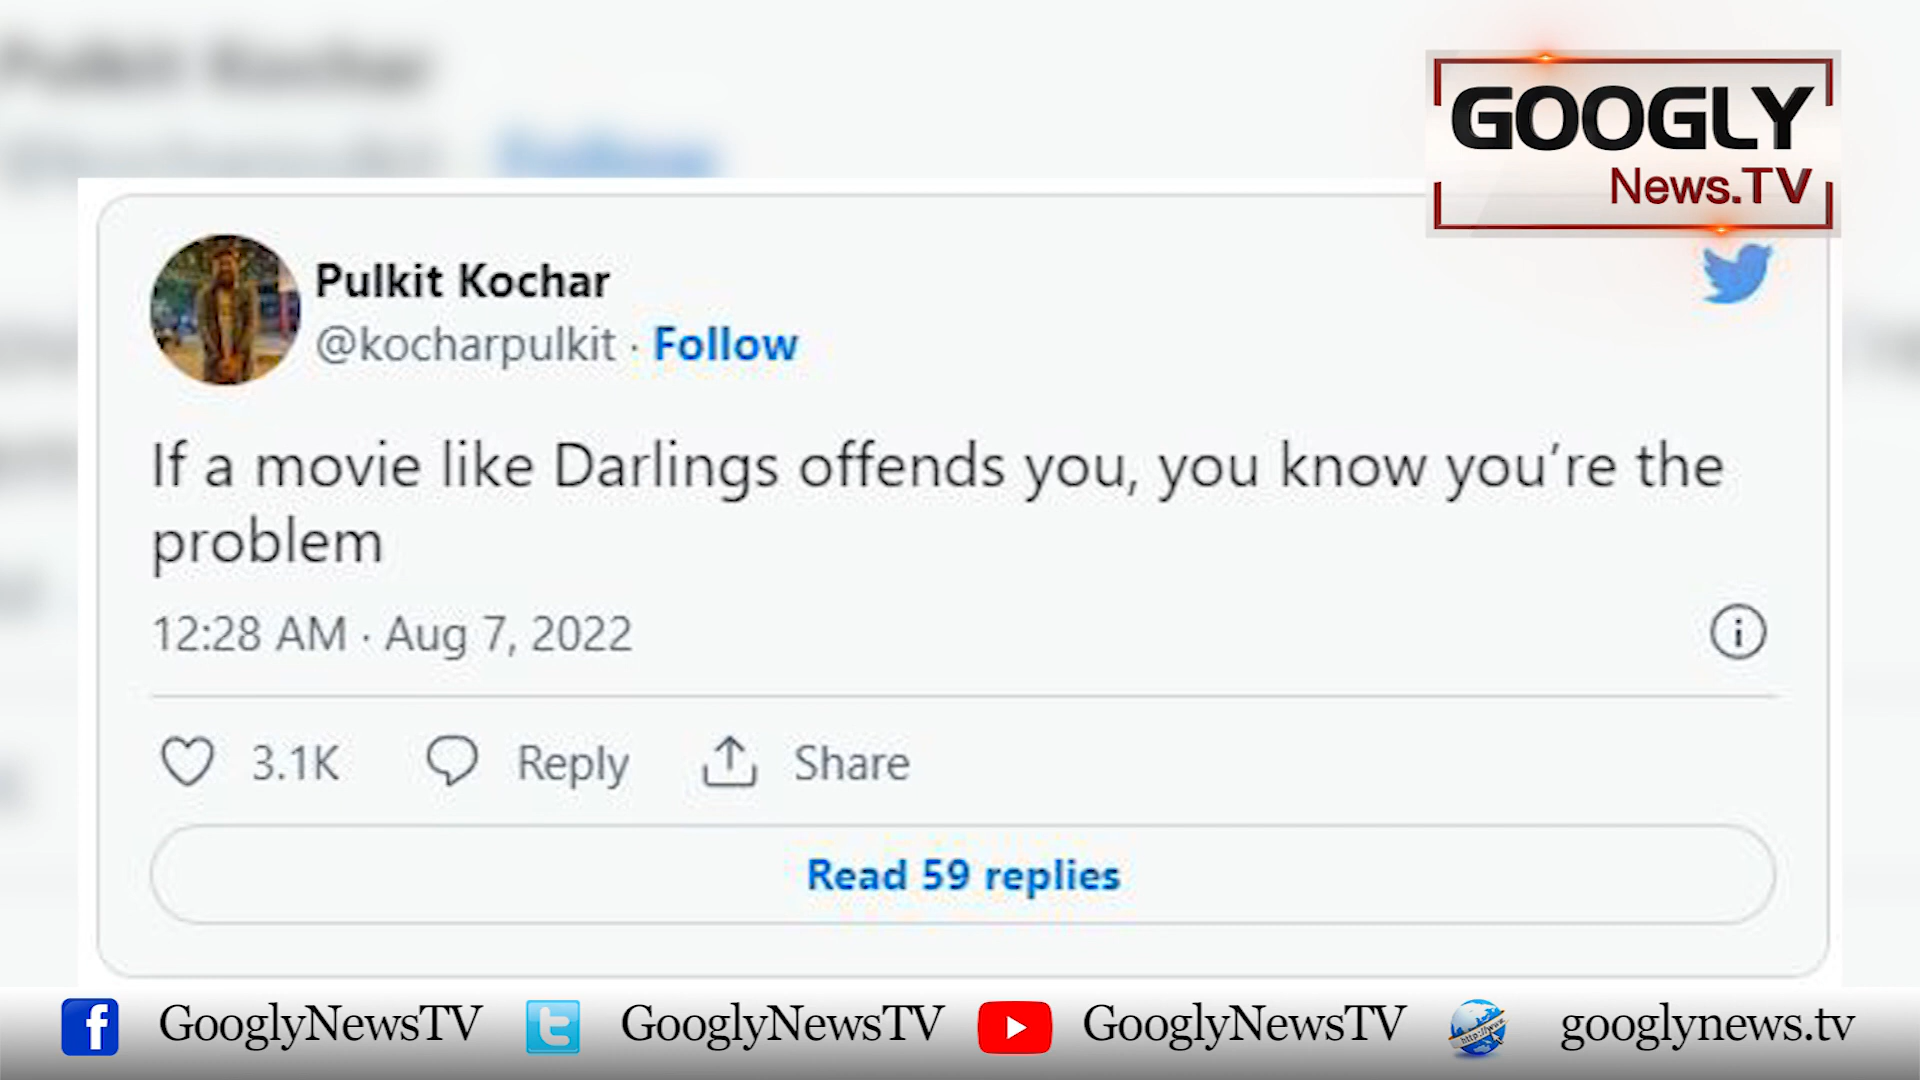 GOOGLY
News.TV
Pulkit Kochar
@kocharpulkit · Follow
If a movie like Darlings offends you, you know you’re the
problem
12:28 AM · Aug 7, 2022
3.1K Reply Share
Read 59 replies
GooglyNewsTV GooglyNewsTV GooglyNewsTV googlynews.tv